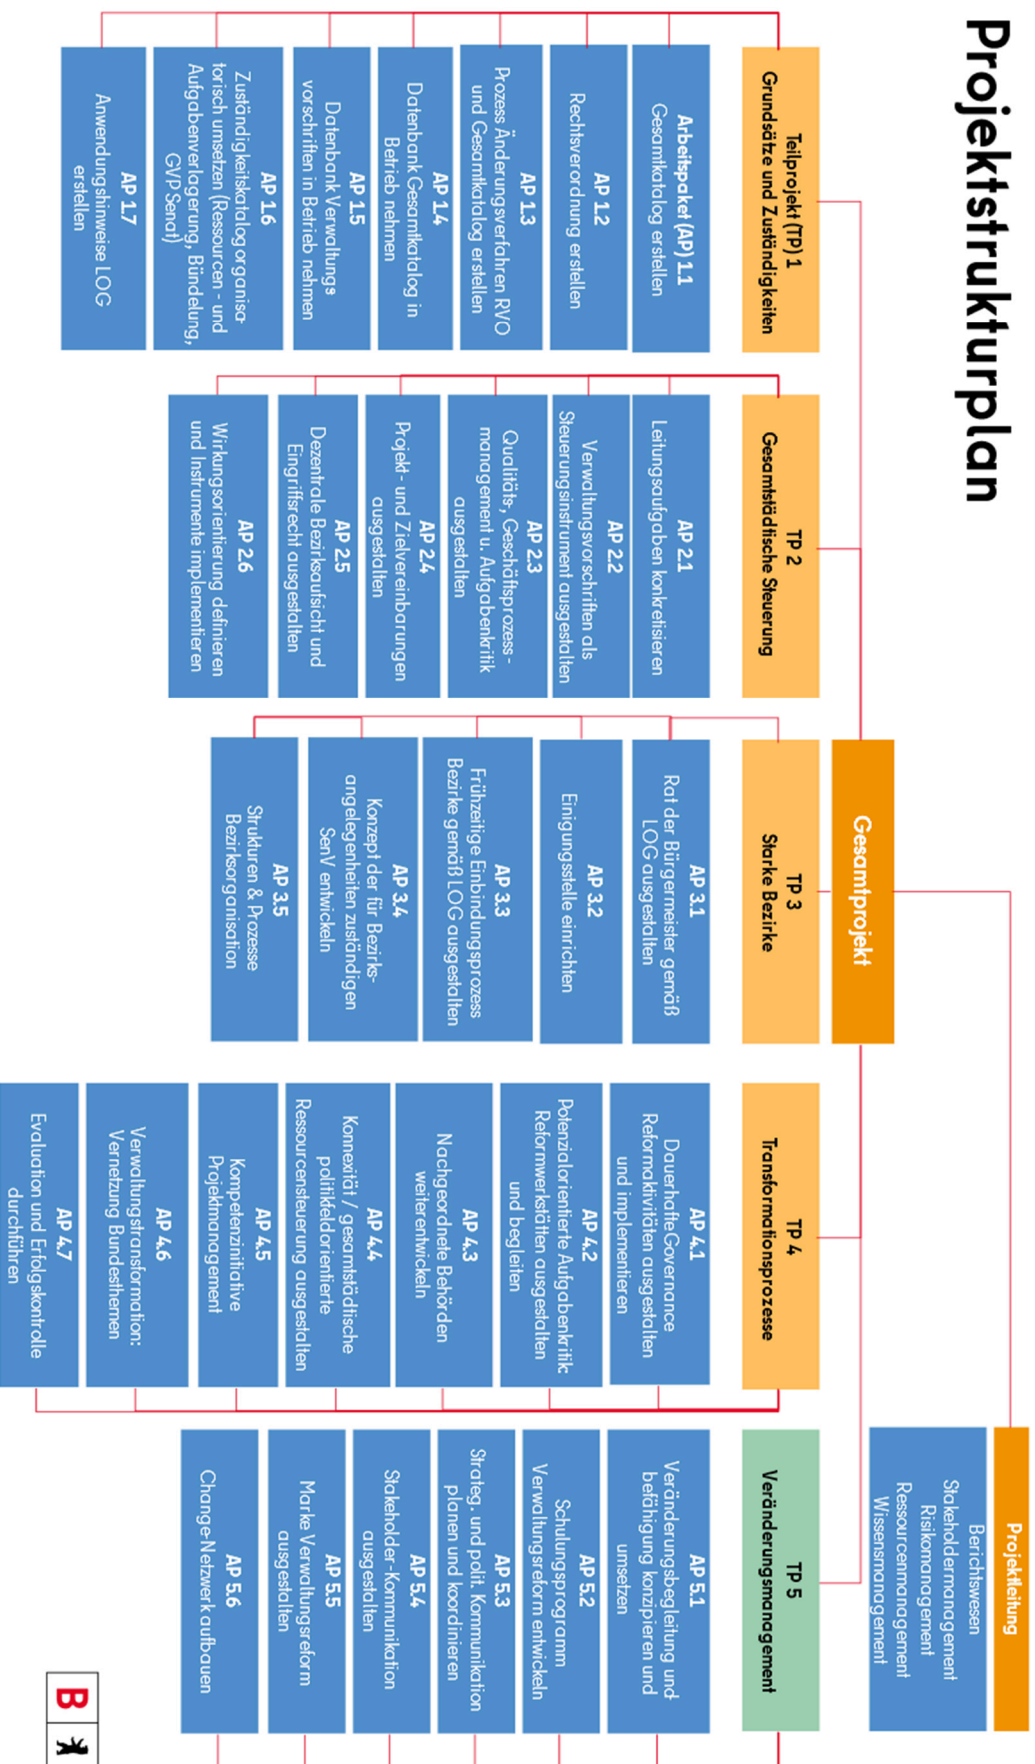 Projektstrukturplan
Projektleitung
Berichtswesen
Stakeholdermanagement
Risikomanagement
Ressourcenmanagement
Wissensmanagement
Gesamtprojekt
Teilprojekt (TP) 1
Grundsätze und Zuständigkeiten
Arbeitspaket (AP) 1.1
Gesamtkatalog erstellen
AP 1.2
Rechtsverordnung erstellen
AP 1.3
Prozess Änderungsverfahren RVO
und Gesamtkatalog erstellen
AP 1.4
Datenbank Gesamtkatalog in
Betrieb nehmen
AP 1.5
Datenbank Verwaltungs
vorschriften in Betrieb nehmen
AP 1.6
Zuständigkeitskatalog organisa-
torisch umsetzen (Ressourcen - und
Aufgabenverlagerung, Bündelung,
GVP Senat)
AP 1.7
Anwendungshinweise LOG
erstellen
TP 2
Gesamtstädtische Steuerung
AP 2.1
Leitungsaufgaben konkretisieren
AP 2.2
Verwaltungsvorschriften als
Steuerungsinstrument ausgestalten
AP 2.3
Qualitäts-, Geschäftsprozess -
management u. Aufgabenkritik
ausgestalten
AP 2.4
Projekt - und Zielvereinbarungen
ausgestalten
AP 2.5
Dezentrale Bezirksaufsicht und
Eingriffsrecht ausgestalten
AP 2.6
Wirkungsorientierung definieren
und Instrumente implementieren
TP 3
Starke Bezirke
AP 3.1
Rat der Bürgermeister gemäß
LOG ausgestalten
AP 3.2
Einigungsstelle einrichten
AP 3.3
Frühzeitige Einbindungsprozess
Bezirke gemäß LOG ausgestalten
AP 3.4
Konzept der für Bezirks-
angelegenheiten zuständigen
SenV entwickeln
AP 3.5
Strukturen & Prozesse
Bezirksorganisation
TP 4
Transformationsprozesse
AP 4.1
Dauerhafte Governance
Reformaktivitäten ausgestalten
und implementieren
AP 4.2
Potenzialorientierte Aufgabenkritik:
Reformwerkstätten ausgestalten
und begleiten
AP 4.3
Nachgeordnete Behörden
weiterentwickeln
AP 4.4
Konnexität / gesamtstädtische
politikfeldorientierte
Ressourcensteuerung ausgestalten
AP 4.5
Kompetenzinitiative
Projektmanagement
AP 4.6
Verwaltungstransformation:
Vernetzung Bundesthemen
AP 4.7
Evaluation und Erfolgskontrolle
durchführen
TP 5
Veränderungsmanagement
AP 5.1
Veränderungsbegleitung und-
befähigung konzipieren und
umsetzen
AP 5.2
Schulungsprogramm
Verwaltungsreform entwickeln
AP 5.3
Strateg. und polit. Kommunikation
planen und koordinieren
AP 5.4
Stakeholder -Kommunikation
ausgestalten
AP 5.5
Marke Verwaltungsreform
ausgestalten
AP 5.6
Change-Netzwerk aufbauen
B